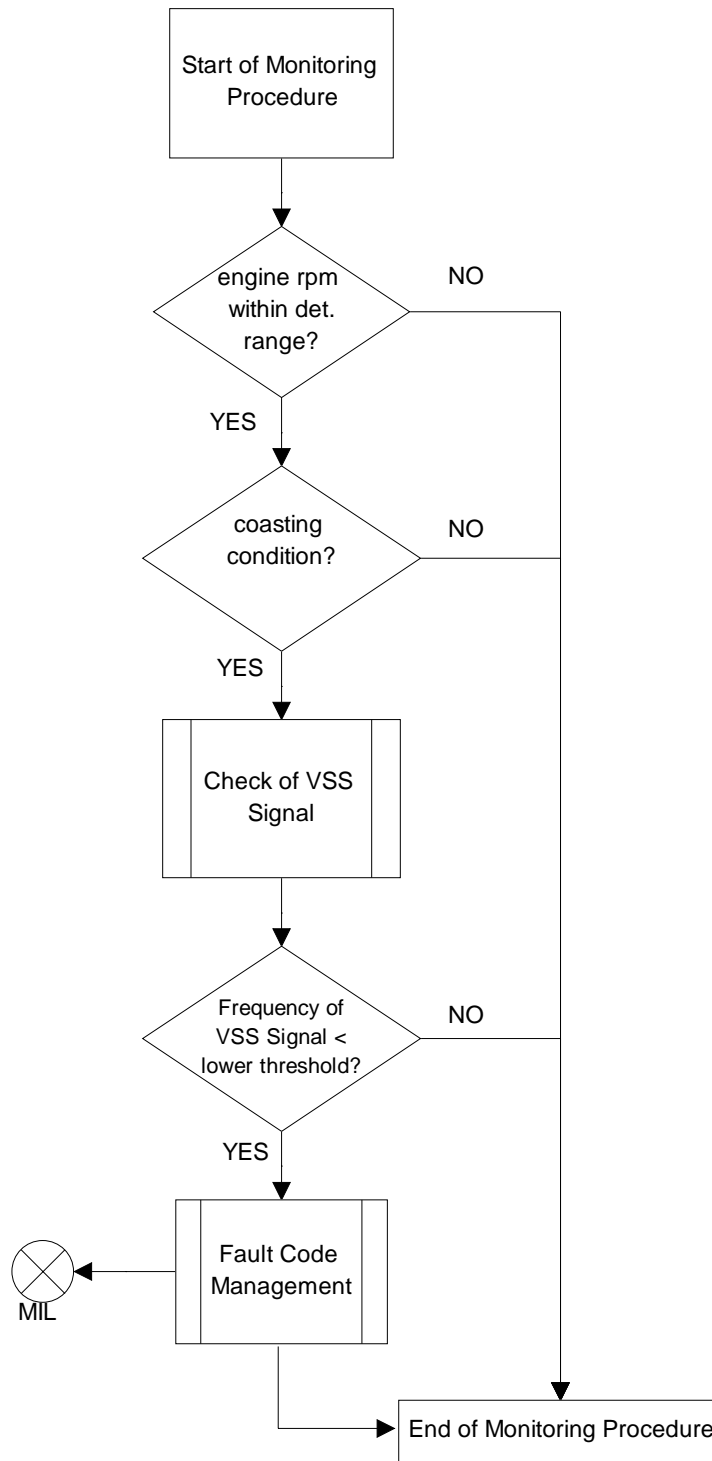 Start of Monitoring
Procedure
engine rpm
within det.
range?
NO
YES
coasting
condition?
NO
YES
Check of VSS
Signal
Frequency of
VSS Signal <
lower threshold?
NO
YES
Fault Code
Management
MIL
End of Monitoring Procedure